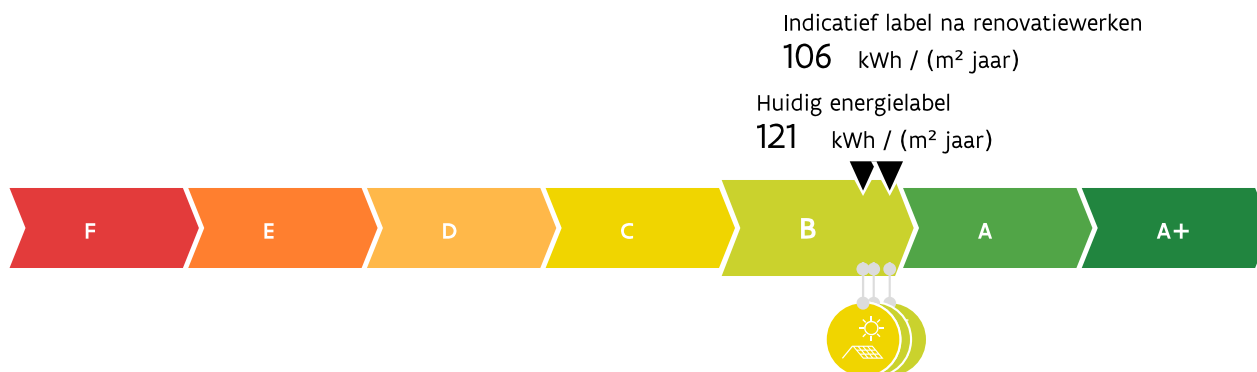 Indicatief label na renovatiewerken
106 kWh / (m² jaar)
Huidig energielabel
121 kWh / (m² jaar)
F E D C B A A+